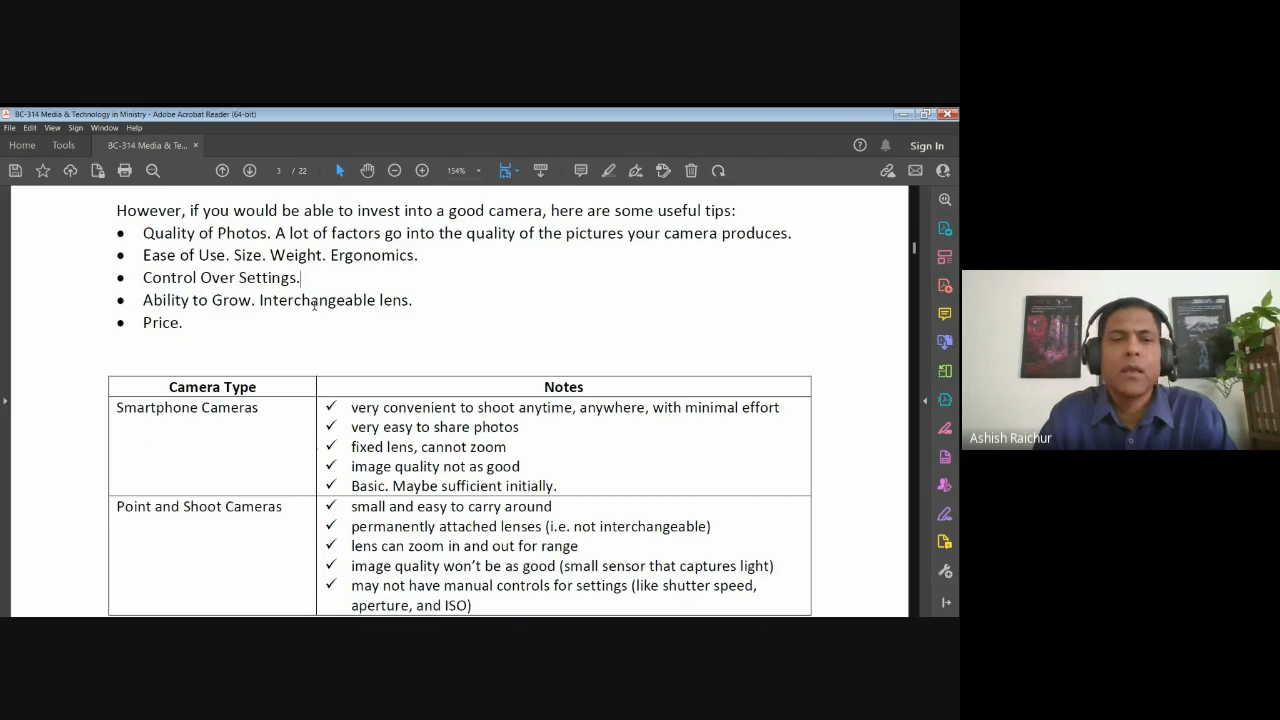 BC-314 Media & Technology in Ministry - Adobe Acrobat Reader (64-bit)
File Edit View Sign Window Help
Home Tools BC-314 Media & Te... × Sign In
3 / 22 154%
However, if you would be able to invest into a good camera, here are some useful tips:
• Quality of Photos. A lot of factors go into the quality of the pictures your camera produces.
• Ease of Use. Size. Weight. Ergonomics.
• Control Over Settings.
• Ability to Grow. Interchangeable lens.
• Price.
Camera Type Notes
Smartphone Cameras ✓ very convenient to shoot anytime, anywhere, with minimal effort
✓ very easy to share photos
✓ fixed lens, cannot zoom
✓ image quality not as good
✓ Basic. Maybe sufficient initially.
Point and Shoot Cameras ✓ small and easy to carry around
✓ permanently attached lenses (i.e. not interchangeable)
✓ lens can zoom in and out for range
✓ image quality won't be as good (small sensor that captures light)
✓ may not have manual controls for settings (like shutter speed,
aperture, and ISO)
Ashish Raichur